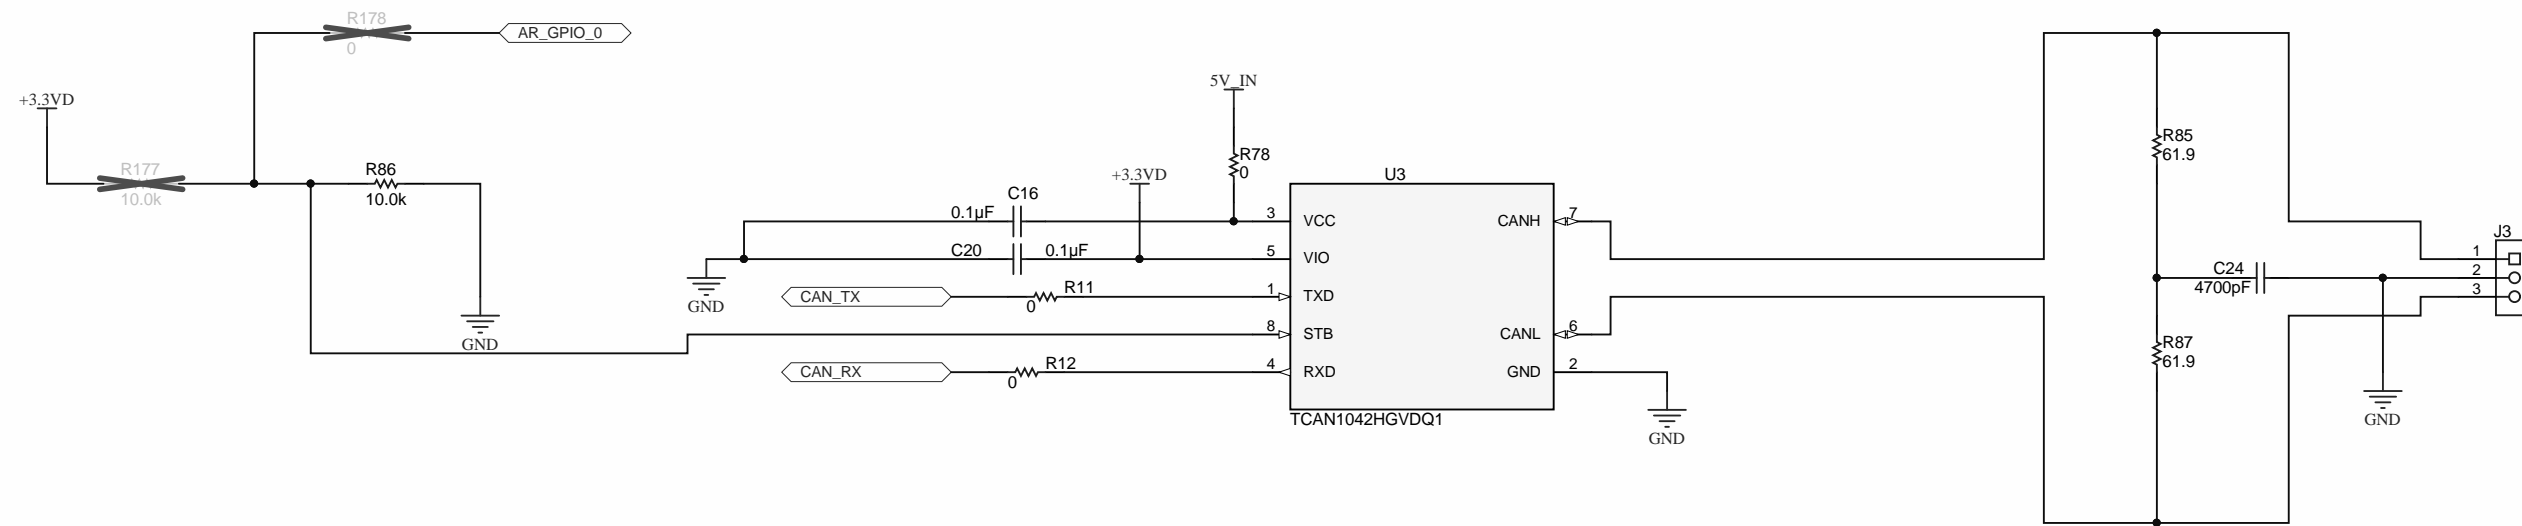 R178
0
AR_GPIO_0
+3.3VD
R177
10.0k
R86
10.0k
GND
5V_IN
R78
0
+3.3VD
C16
0.1µF
C20
0.1µF
GND
CAN_TX
R11
0
CAN_RX
R12
0
U3
3 VCC
5 VIO
1 TXD
8 STB
4 RXD
CANH 7
CANL 6
GND 2
TCAN1042HGVDQ1
GND
R85
61.9
C24
4700pF
R87
61.9
GND
J3
1
2
3